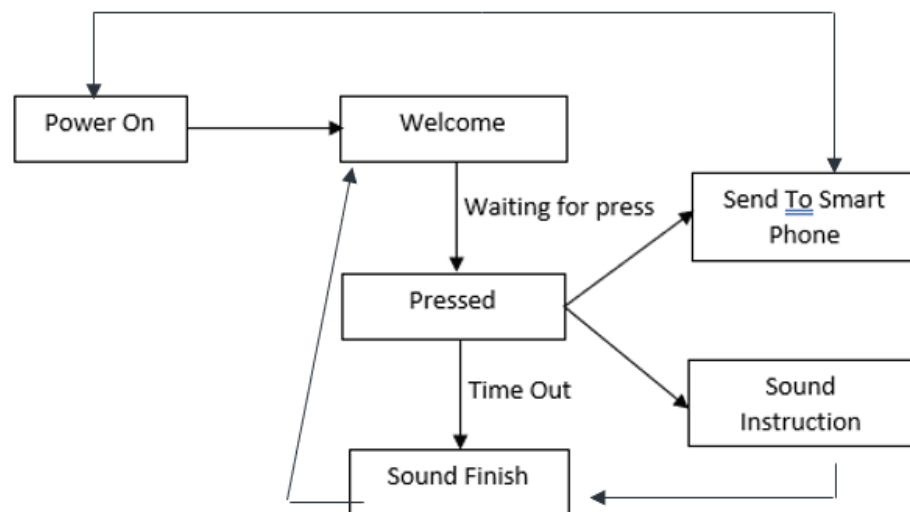 Power On
Welcome
Waiting for press
Send To Smart
Phone
Pressed
Time Out
Sound
Instruction
Sound Finish